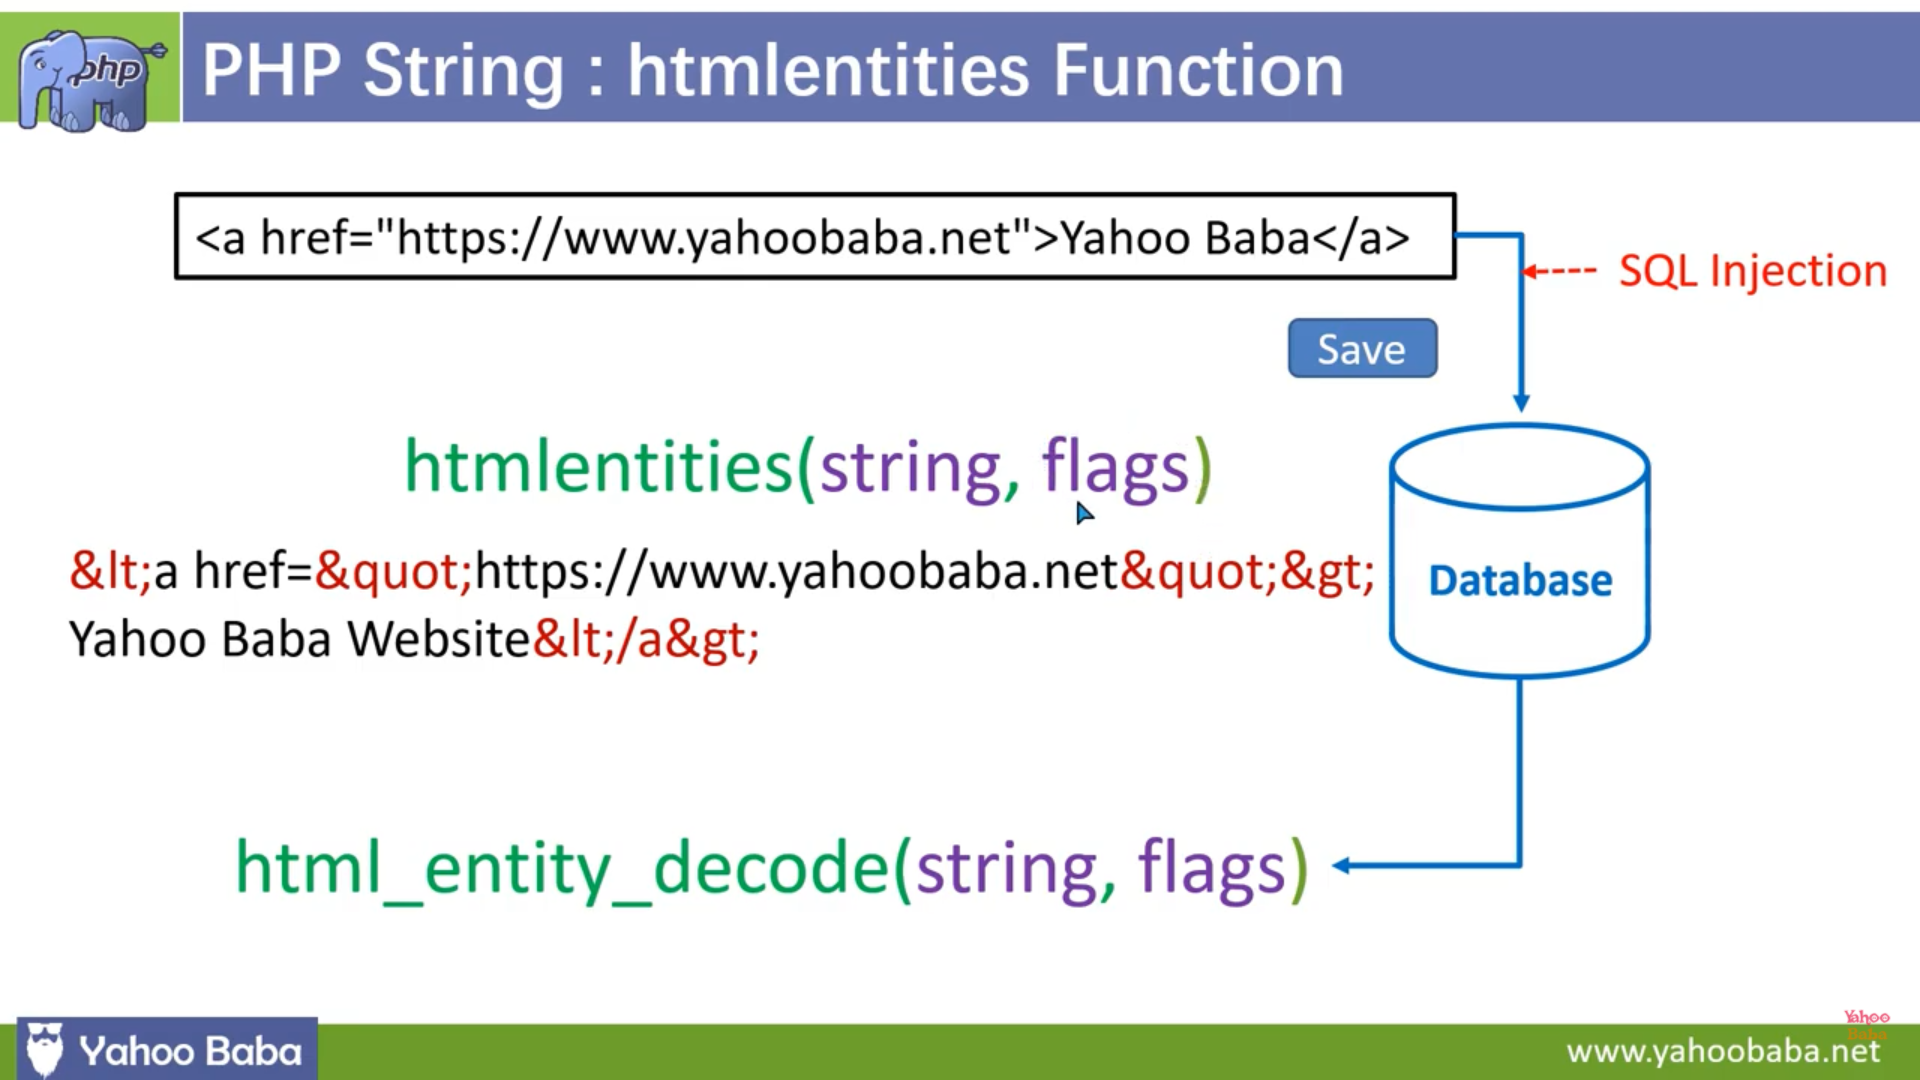 php
PHP String : htmlentities Function
<a href="https://www.yahoobaba.net">Yahoo Baba</a>
SQL Injection
Save
htmlentities(string, flags)
&lt;a href=&quot;https://www.yahoobaba.net&quot;&gt;
Yahoo Baba Website&lt;/a&gt;
Database
html_entity_decode(string, flags)
Yahoo Baba
Yahoo
Baba
www.yahoobaba.net